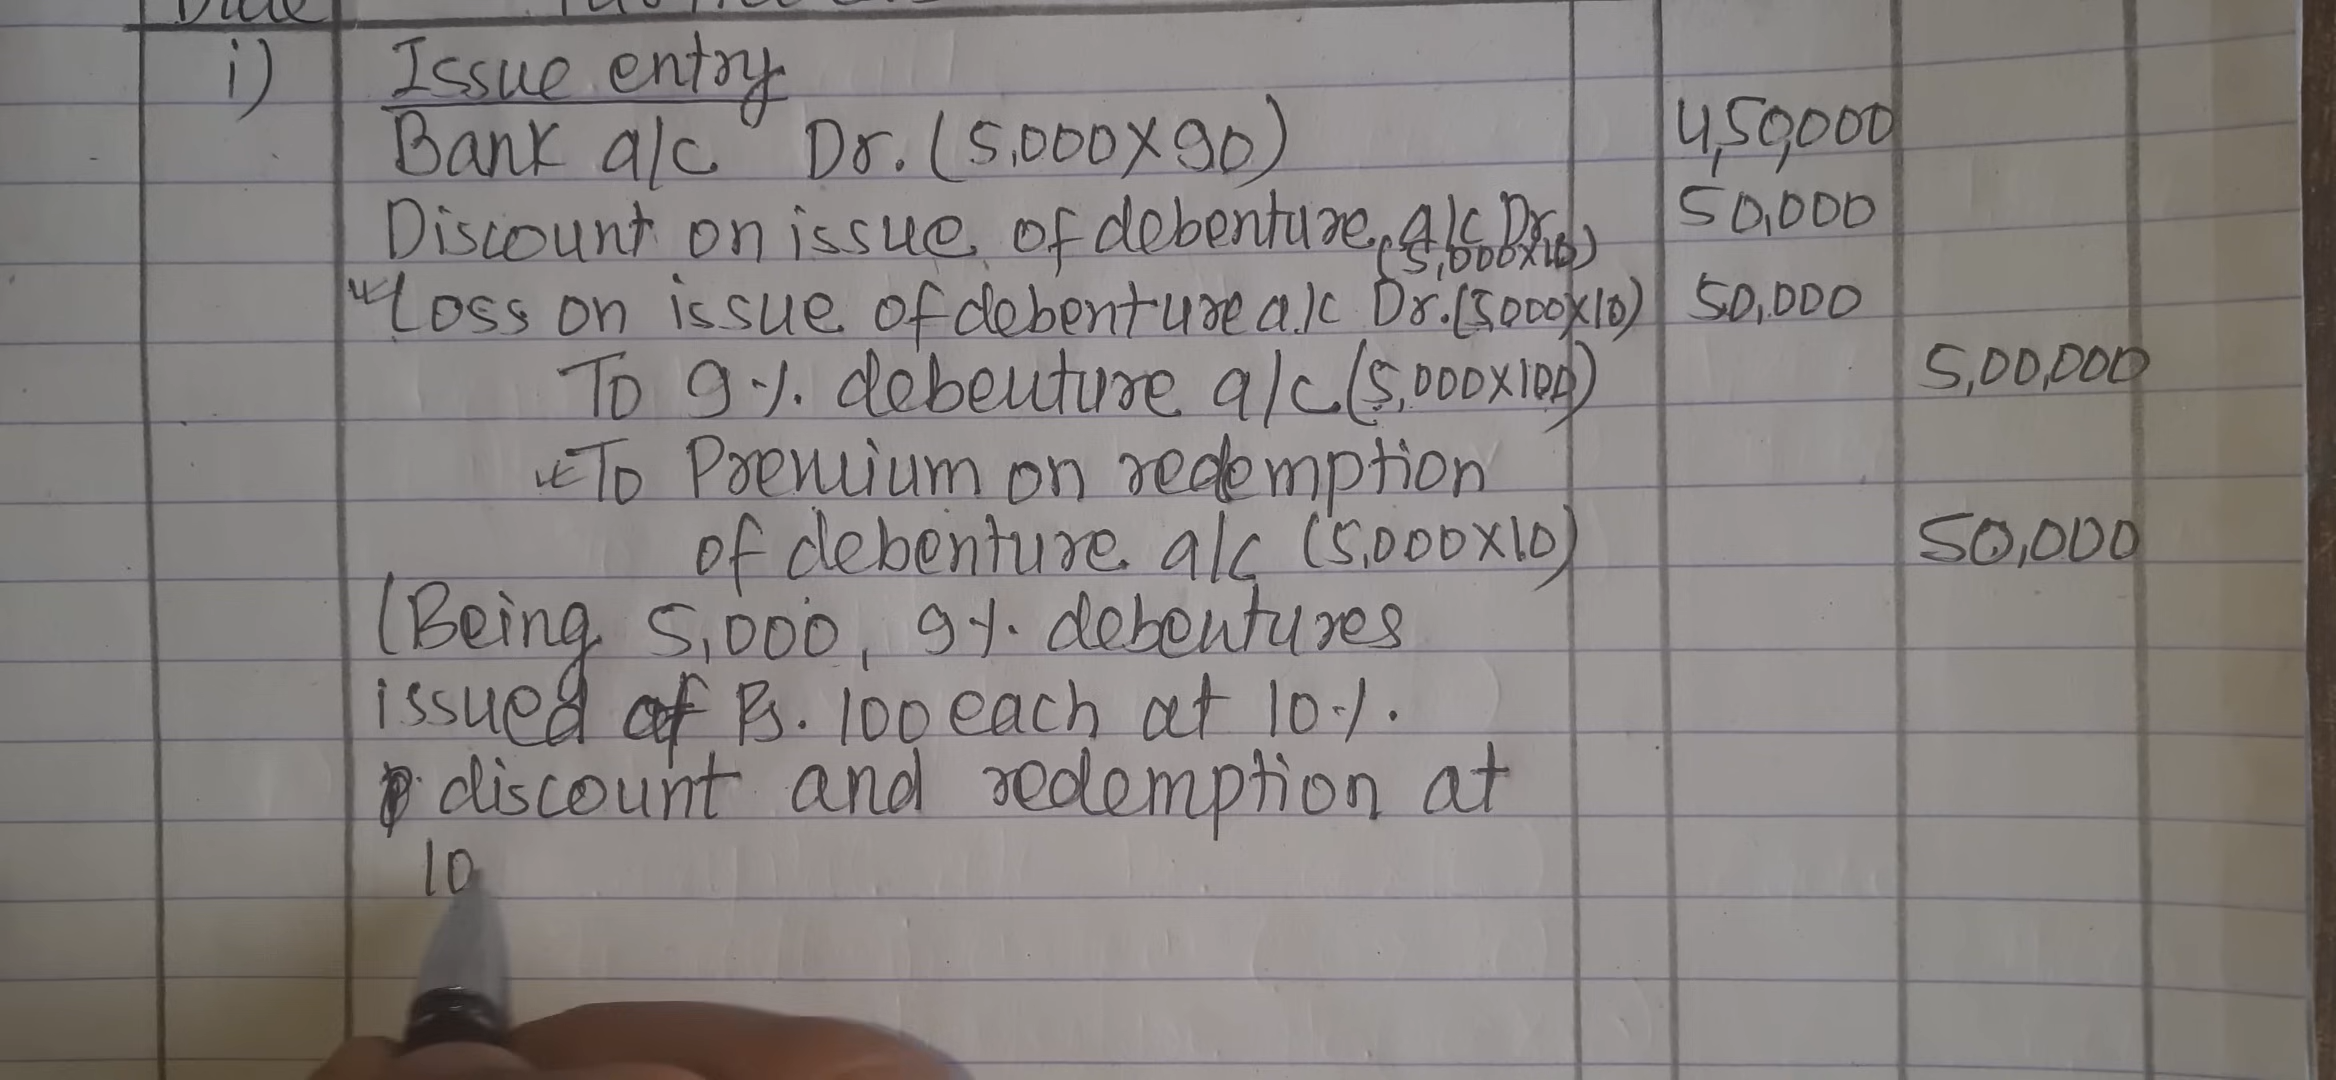 Date
i) Issue entry
Bank a/c Dr. (5,000×90) 4,50,000
Discount on issue of debenture a/c Dr. 50,000
(5,000×10)
Loss on issue of debenture a/c Dr. (5000×10) 50,000
To 9% debenture a/c (5,000×100) 5,00,000
To Premium on redemption
of debenture a/c (5,000×10) 50,000
(Being 5,000, 9% debentures
issued of Rs. 100 each at 10%
discount and redemption at
10